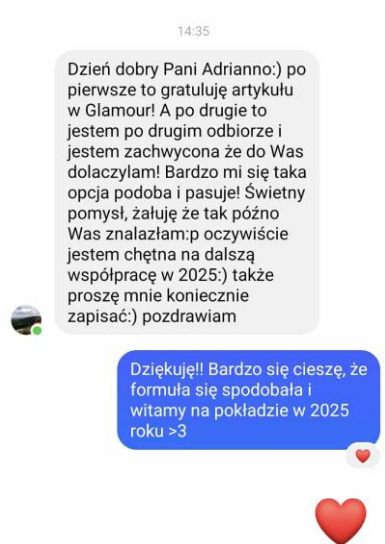 14:35
Dzień dobry Pani Adrianno:) po
pierwsze to gratuluję artykułu
w Glamour! A po drugie to
jestem po drugim odbiorze i
jestem zachwycona że do Was
dolaczylam! Bardzo mi się taka
opcja podoba i pasuje! Świetny
pomysł, żałuję że tak późno
Was znalazłam:p oczywiście
jestem chętna na dalszą
współpracę w 2025:) także
proszę mnie koniecznie
zapisać:) pozdrawiam
Dziękuję!! Bardzo się cieszę, że
formuła się spodobała i
witamy na pokładzie w 2025
roku >3